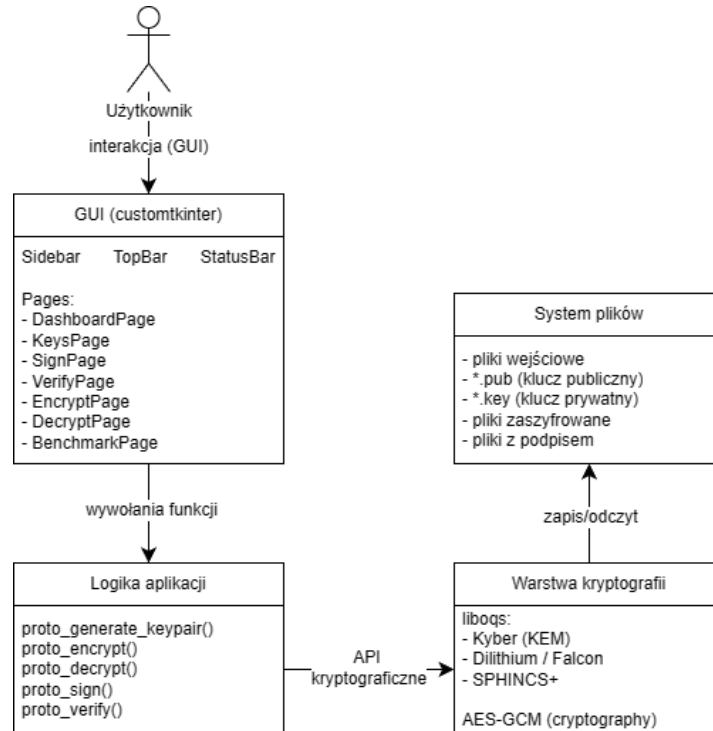 Użytkownik
interakcja (GUI)
GUI (customtkinter)
Sidebar TopBar StatusBar
Pages:
- DashboardPage
- KeysPage
- SignPage
- VerifyPage
- EncryptPage
- DecryptPage
- BenchmarkPage
wywołania funkcji
Logika aplikacji
proto_generate_keypair()
proto_encrypt()
proto_decrypt()
proto_sign()
proto_verify()
API
kryptograficzne
System plików
- pliki wejściowe
- *.pub (klucz publiczny)
- *.key (klucz prywatny)
- pliki zaszyfrowane
- pliki z podpisem
zapis/odczyt
Warstwa kryptografii
liboqs:
- Kyber (KEM)
- Dilithium / Falcon
- SPHINCS+
AES-GCM (cryptography)